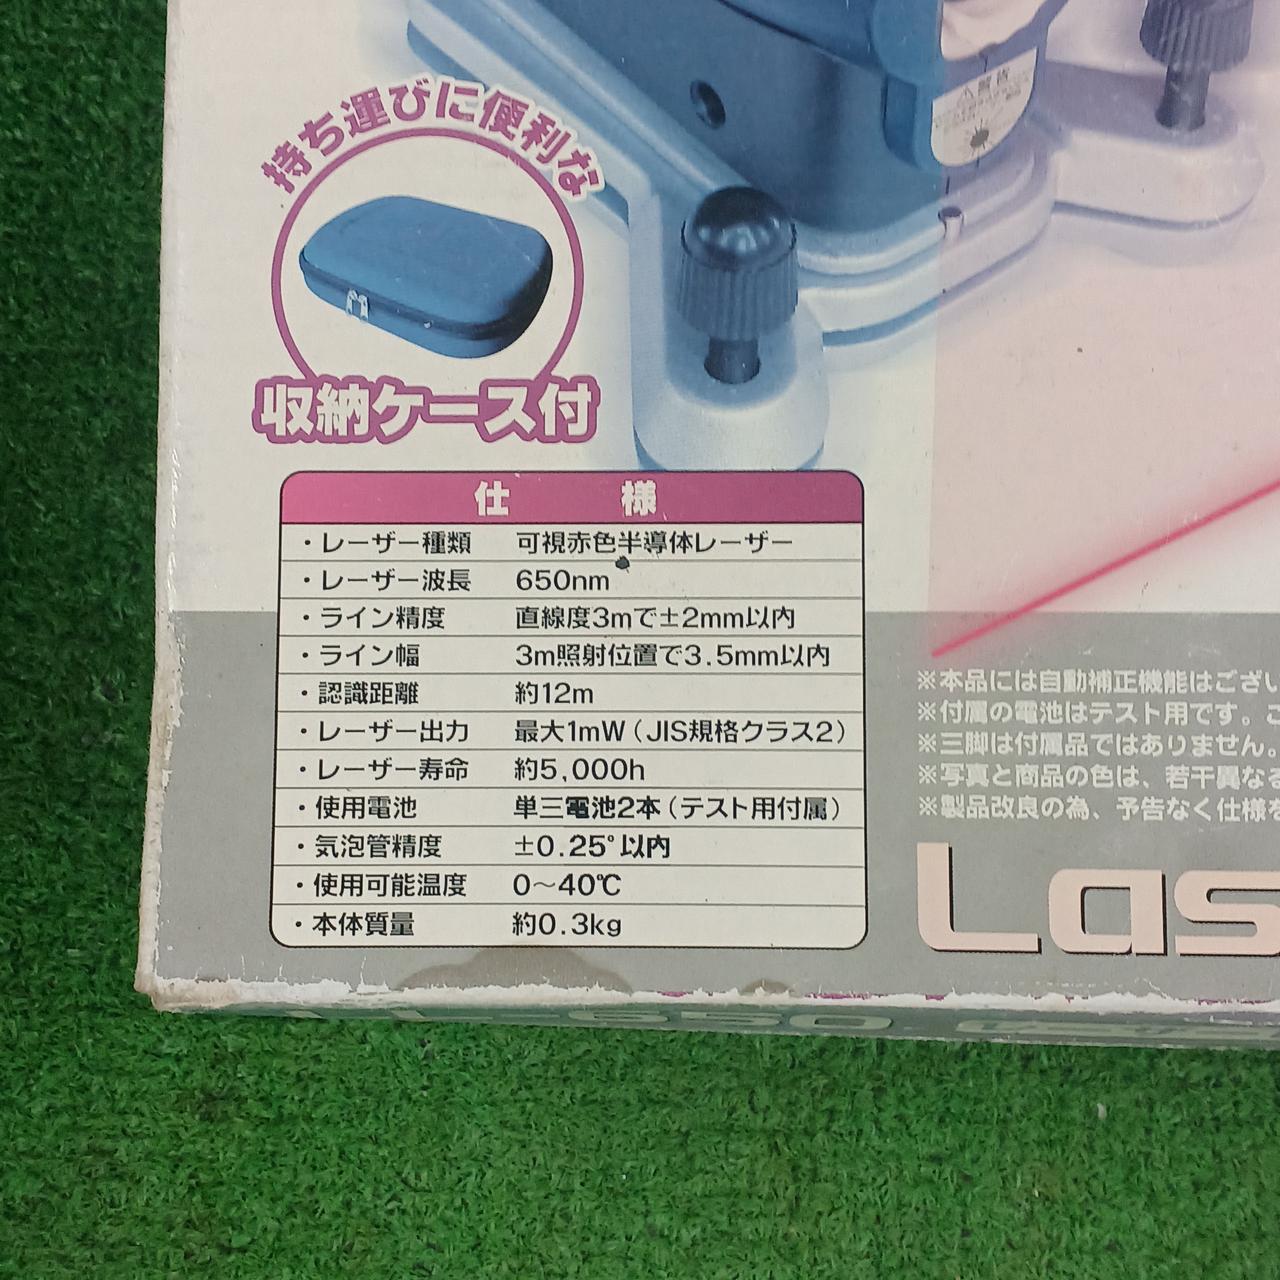 持ち運びに便利な
収納ケース付
警告
仕様
・レーザー種類 可視赤色半導体レーザー
・レーザー波長 650nm
・ライン精度 直線度3mで±2mm以内
・ライン幅 3m照射位置で3.5mm以内
・認識距離 約12m
・レーザー出力 最大1mW(JIS規格クラス2)
・レーザー寿命 約5,000h
・使用電池 単三電池2本(テスト用付属)
・気泡管精度 ±0.25°以内
・使用可能温度 0〜40℃
・本体質量 約0.3kg
※本品には自動補正機能はござい
※付属の電池はテスト用です。
※三脚は付属品ではありません。
※写真と商品の色は、若干異なる
※製品改良の為、予告なく仕様を
Las